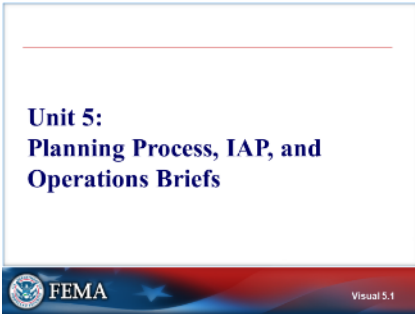 Unit 5:
Planning Process, IAP, and
Operations Briefs
FEMA
Visual 5.1